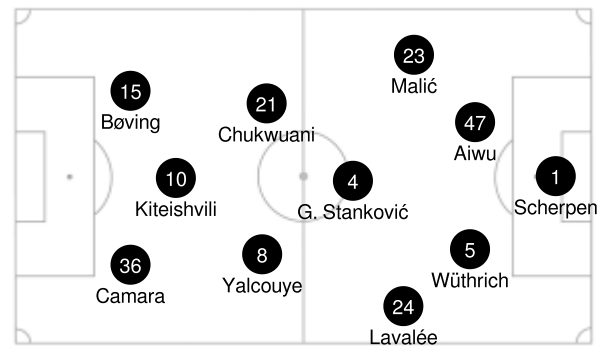 23
Malić
15
Bøving
21
Chukwuani
47
Aiwu
10
Kiteishvili
4
G. Stanković
1
Scherpen
36
Camara
8
Yalcouye
5
Wüthrich
24
Lavalée